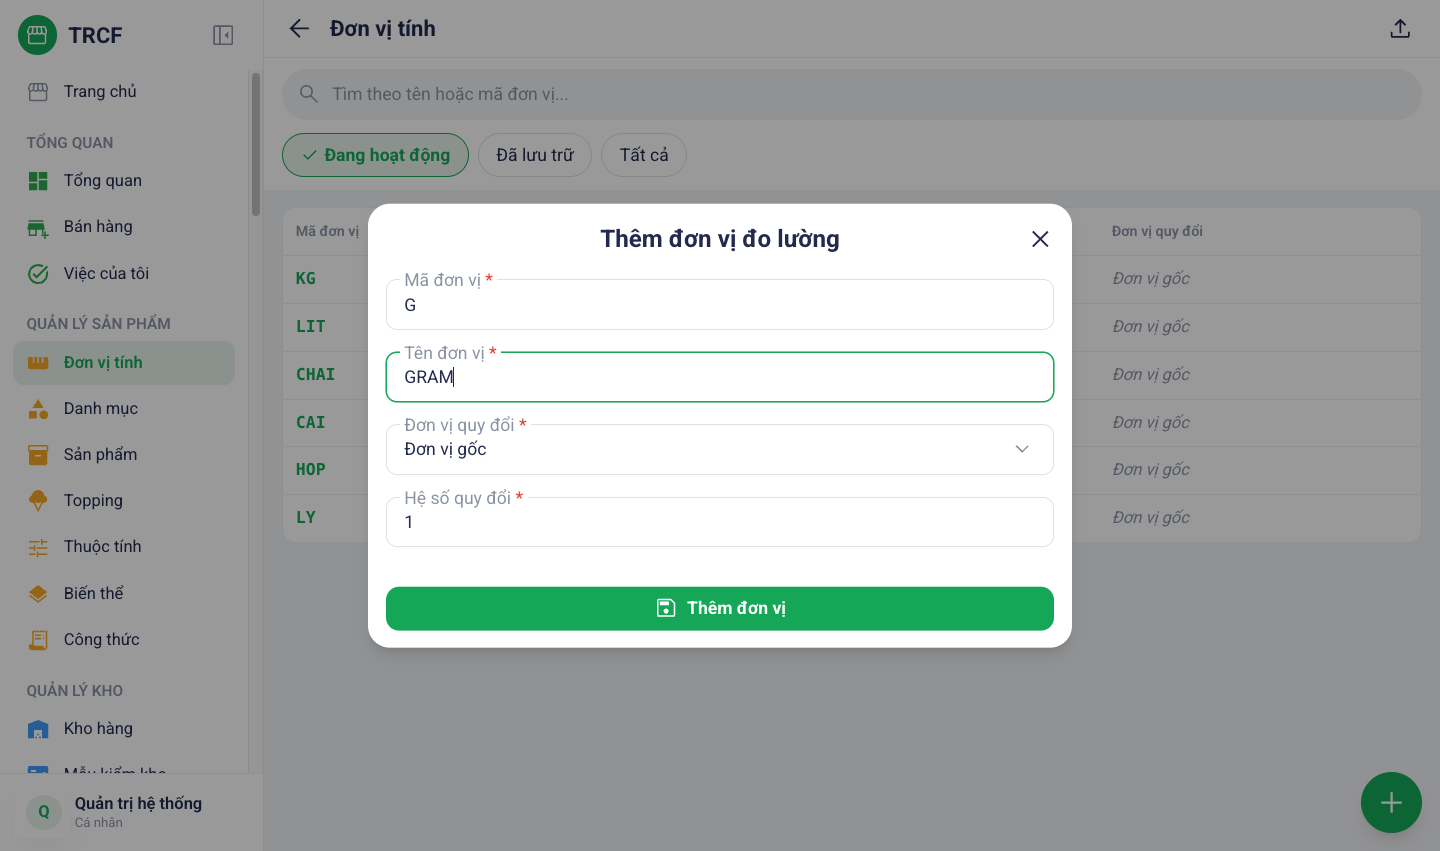 TRCF
Trang chủ
TỔNG QUAN
Tổng quan
Bán hàng
Việc của tôi
QUẢN LÝ SẢN PHẨM
Đơn vị tính
Danh mục
Sản phẩm
Topping
Thuộc tính
Biến thể
Công thức
QUẢN LÝ KHO
Kho hàng
Mẫu kiểm kho
Q
Quản trị hệ thống
Cá nhân
Đơn vị tính
Tìm theo tên hoặc mã đơn vị...
Đang hoạt động
Đã lưu trữ
Tất cả
Mã đơn vị
Đơn vị quy đổi
KG
Đơn vị gốc
LIT
Đơn vị gốc
CHAI
Đơn vị gốc
CAI
Đơn vị gốc
HOP
Đơn vị gốc
LY
Đơn vị gốc
Thêm đơn vị đo lường
Mã đơn vị *
G
Tên đơn vị *
GRAM
Đơn vị quy đổi *
Đơn vị gốc
Hệ số quy đổi *
1
Thêm đơn vị